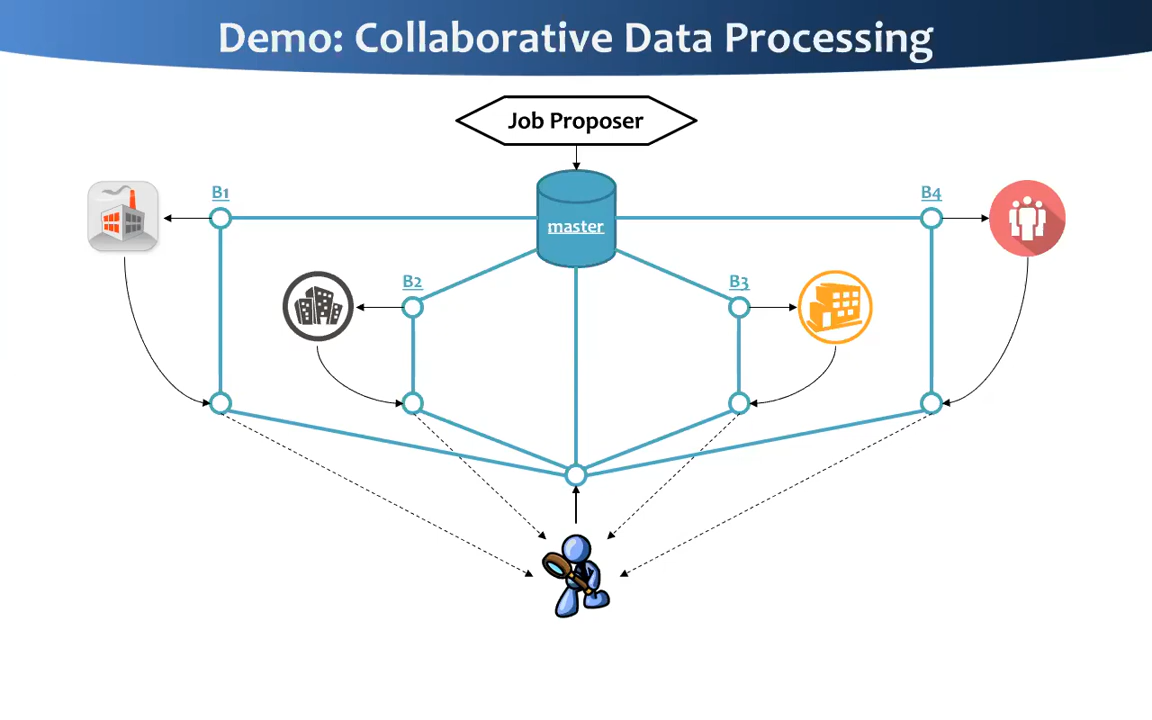 Demo: Collaborative Data Processing
Job Proposer
B1
B4
master
B2
B3